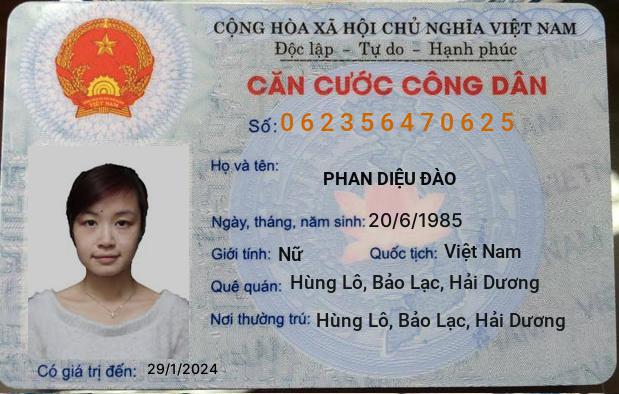 CỘNG HÒA XÃ HỘI CHỦ NGHĨA VIỆT NAM
Độc lập - Tự do - Hạnh phúc
CĂN CƯỚC CÔNG DÂN
Số: 062356470625
Họ và tên:
PHAN DIỆU ĐÀO
Ngày, tháng, năm sinh: 20/6/1985
Giới tính: Nữ Quốc tịch: Việt Nam
Quê quán: Hùng Lô, Bảo Lạc, Hải Dương
Nơi thường trú: Hùng Lô, Bảo Lạc, Hải Dương
Có giá trị đến: 29/1/2024